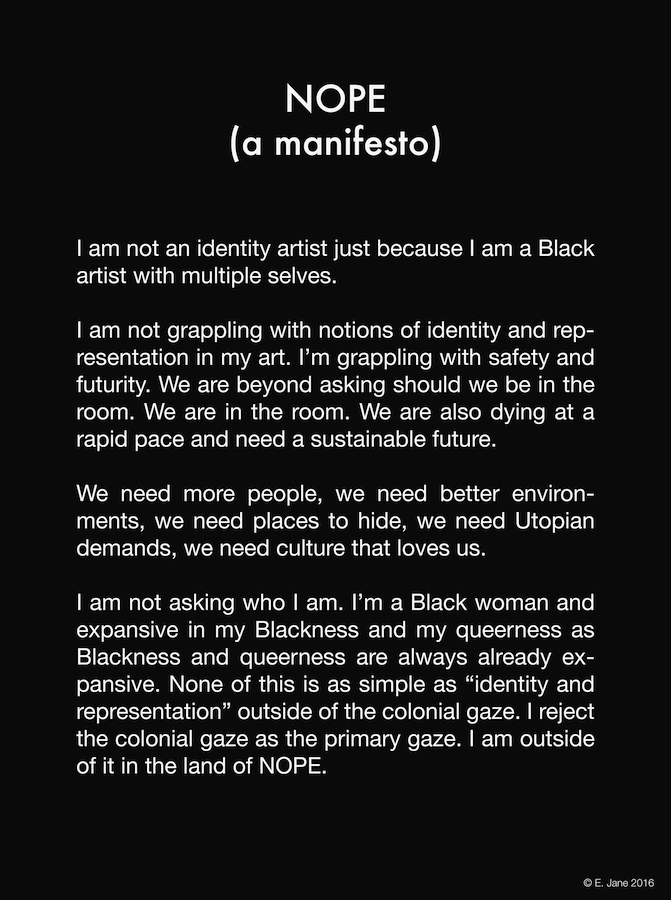 NOPE
(a manifesto)
I am not an identity artist just because I am a Black
artist with multiple selves.
I am not grappling with notions of identity and rep-
resentation in my art. I’m grappling with safety and
futurity. We are beyond asking should we be in the
room. We are in the room. We are also dying at a
rapid pace and need a sustainable future.
We need more people, we need better environ-
ments, we need places to hide, we need Utopian
demands, we need culture that loves us.
I am not asking who I am. I’m a Black woman and
expansive in my Blackness and my queerness as
Blackness and queerness are always already ex-
pansive. None of this is as simple as “identity and
representation” outside of the colonial gaze. I reject
the colonial gaze as the primary gaze. I am outside
of it in the land of NOPE.
© E. Jane 2016